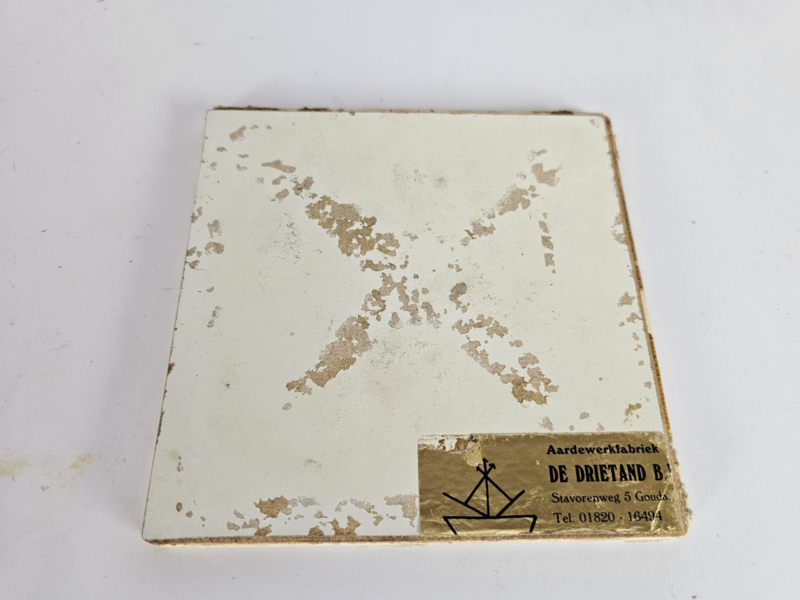 Aardewerkfabriek
DE DRIETAND B.
Stavorenweg 5 Gouda.
Tel. 01820 - 16494